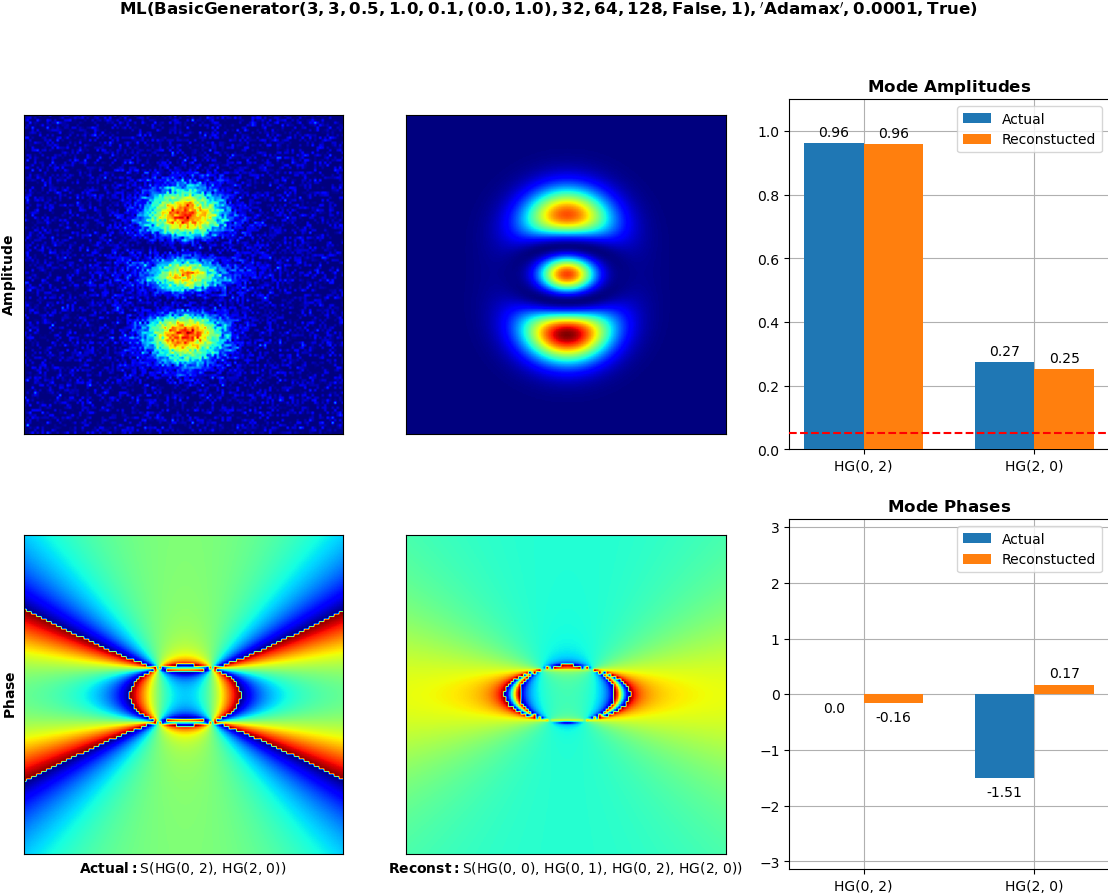 ML(BasicGenerator(3, 3, 0.5, 1.0, 0.1, (0.0, 1.0), 32, 64, 128, False, 1), 'Adamax', 0.0001, True)
Amplitude
Mode Amplitudes
Actual
Reconstucted
1.0
0.8
0.6
0.4
0.2
0.0
0.96
0.96
0.27
0.25
HG(0, 2)
HG(2, 0)
Phase
Actual: S(HG(0, 2), HG(2, 0))
Reconst: S(HG(0, 0), HG(0, 1), HG(0, 2), HG(2, 0))
Mode Phases
Actual
Reconstucted
3
2
1
0
−1
−2
−3
0.0
-0.16
-1.51
0.17
HG(0, 2)
HG(2, 0)